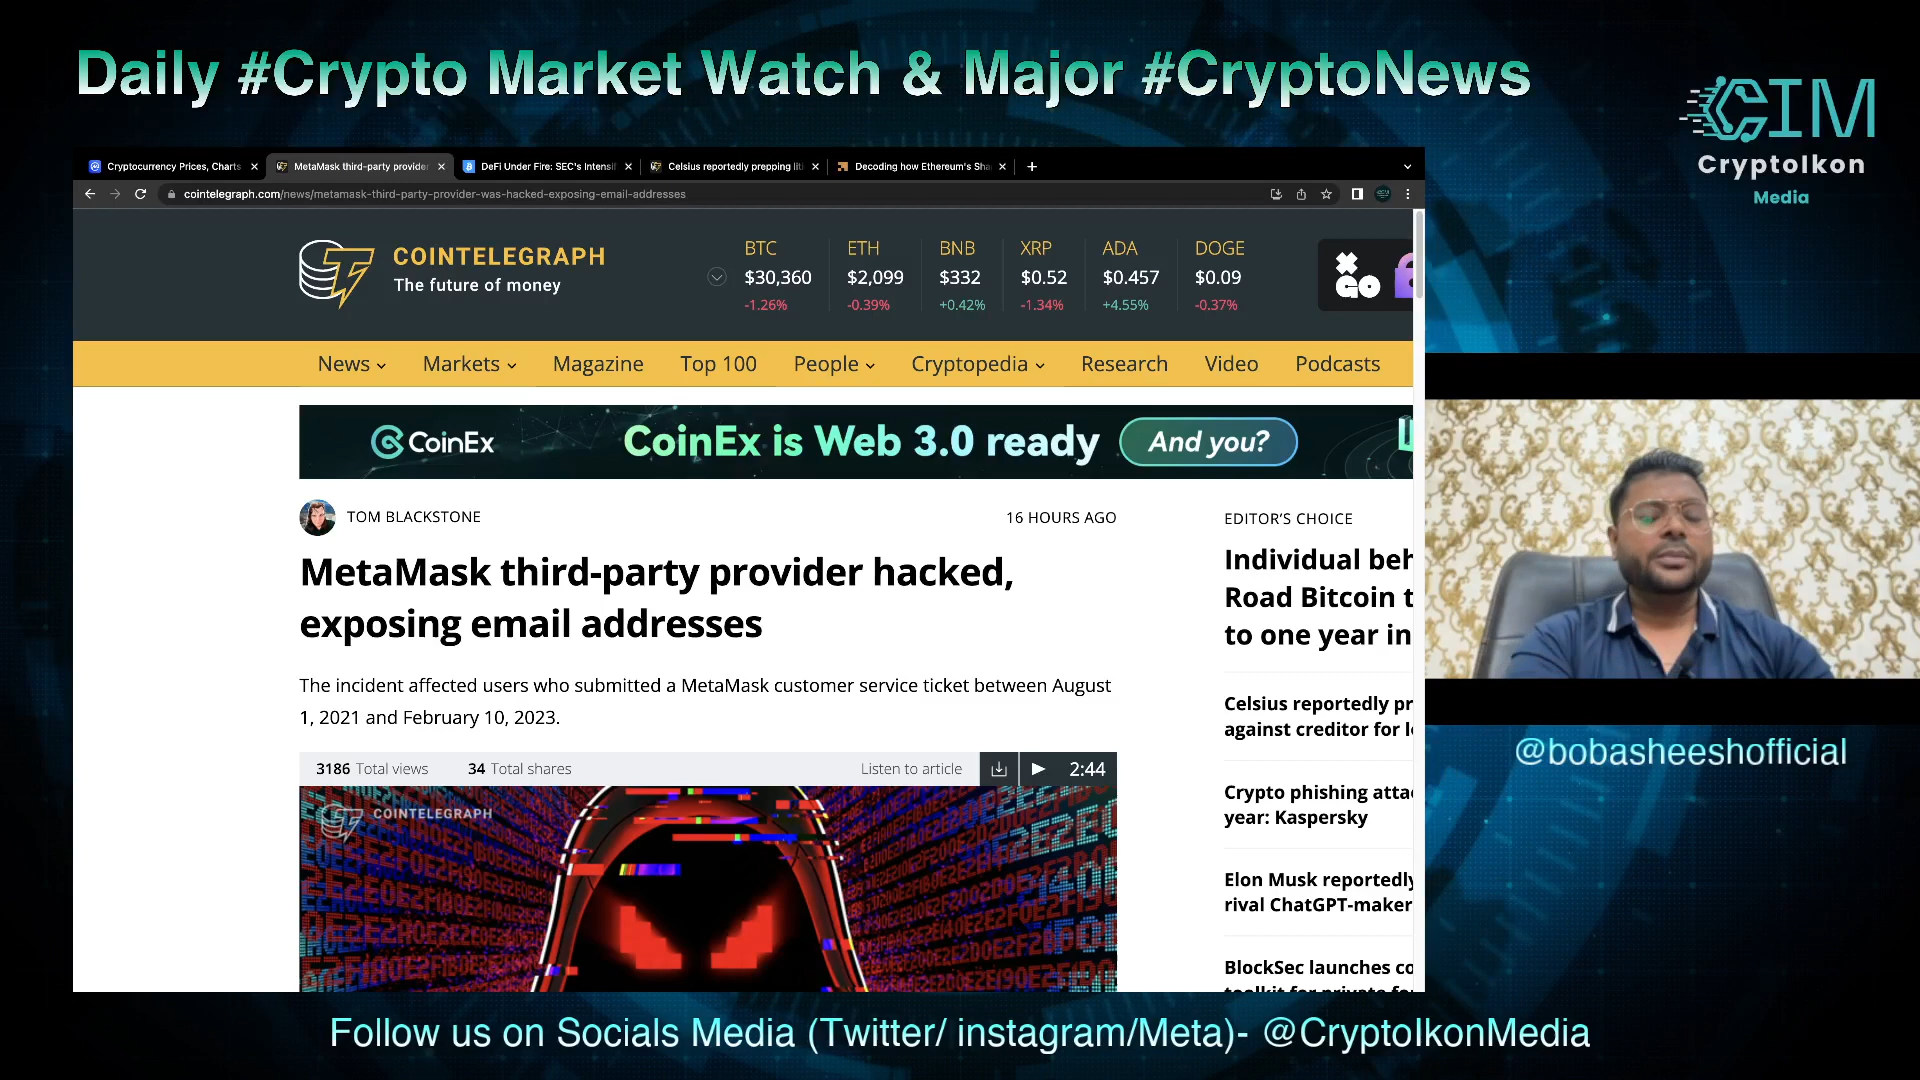 Daily #Crypto Market Watch & Major #CryptoNews
CIM
CryptoIkon
Media
Cryptocurrency Prices, Charts
MetaMask third-party provider
DeFi Under Fire: SEC's Intensif
Celsius reportedly prepping liti
Decoding how Ethereum's Sha
cointelegraph.com/news/metamask-third-party-provider-was-hacked-exposing-email-addresses
COINTELEGRAPH
The future of money
BTC ETH BNB XRP ADA DOGE
$30,360 $2,099 $332 $0.52 $0.457 $0.09
-1.26% -0.39% +0.42% -1.34% +4.55% -0.37%
GO
News Markets Magazine Top 100 People Cryptopedia Research Video Podcasts
CoinEx CoinEx is Web 3.0 ready And you?
TOM BLACKSTONE 16 HOURS AGO
MetaMask third-party provider hacked,
exposing email addresses
The incident affected users who submitted a MetaMask customer service ticket between August
1, 2021 and February 10, 2023.
3186 Total views 34 Total shares Listen to article 2:44
COINTELEGRAPH
EDITOR'S CHOICE
Individual beh
Road Bitcoin t
to one year in
Celsius reportedly pr
against creditor for
Crypto phishing atta
year: Kaspersky
Elon Musk reportedly
rival ChatGPT-maker
BlockSec launches co
@bobasheeshofficial
Follow us on Socials Media (Twitter/ instagram/Meta)- @CryptoIkonMedia